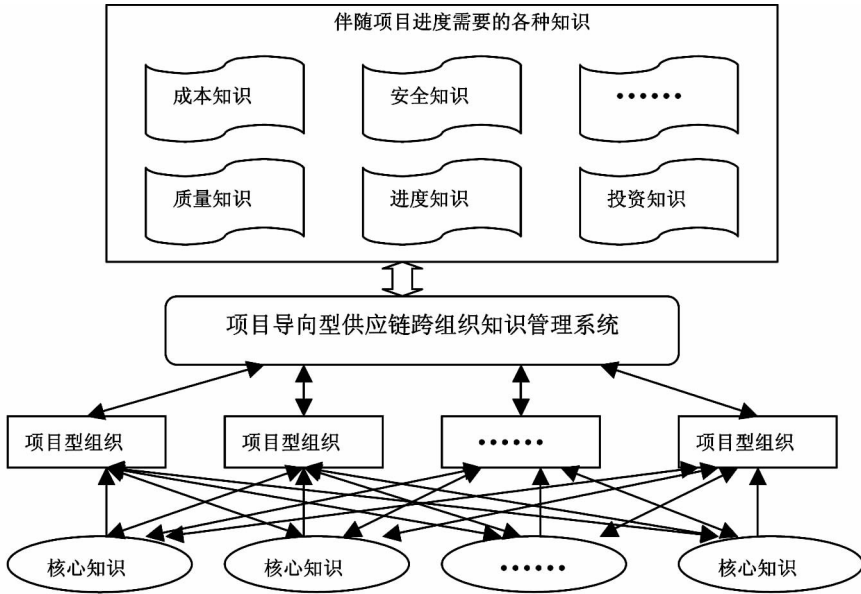 伴随项目进度需要的各种知识
成本知识
安全知识
••••••
质量知识
进度知识
投资知识
项目导向型供应链跨组织知识管理系统
项目型组织
项目型组织
••••••
项目型组织
核心知识
核心知识
••••••
核心知识